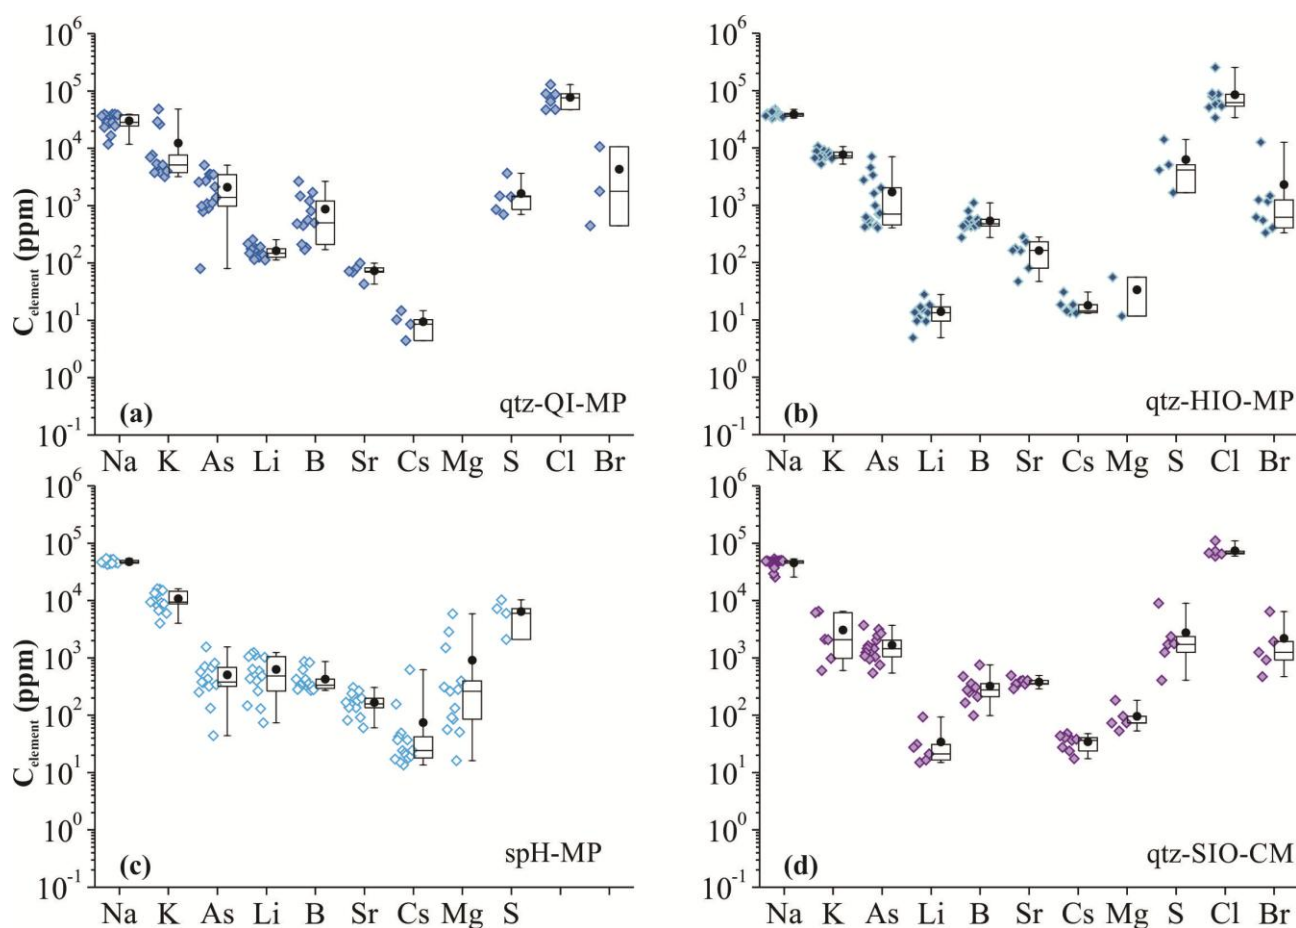 C_element (ppm)
10^6
10^5
10^4
10^3
10^2
10^1
10^0
10^-1
(a)
qtz-QI-MP
Na K As Li B Sr Cs Mg S Cl Br
10^6
10^5
10^4
10^3
10^2
10^1
10^0
10^-1
(b)
qtz-HIO-MP
Na K As Li B Sr Cs Mg S Cl Br
C_element (ppm)
10^6
10^5
10^4
10^3
10^2
10^1
10^0
10^-1
(c)
spH-MP
Na K As Li B Sr Cs Mg S
10^6
10^5
10^4
10^3
10^2
10^1
10^0
10^-1
(d)
qtz-SIO-CM
Na K As Li B Sr Cs Mg S Cl Br